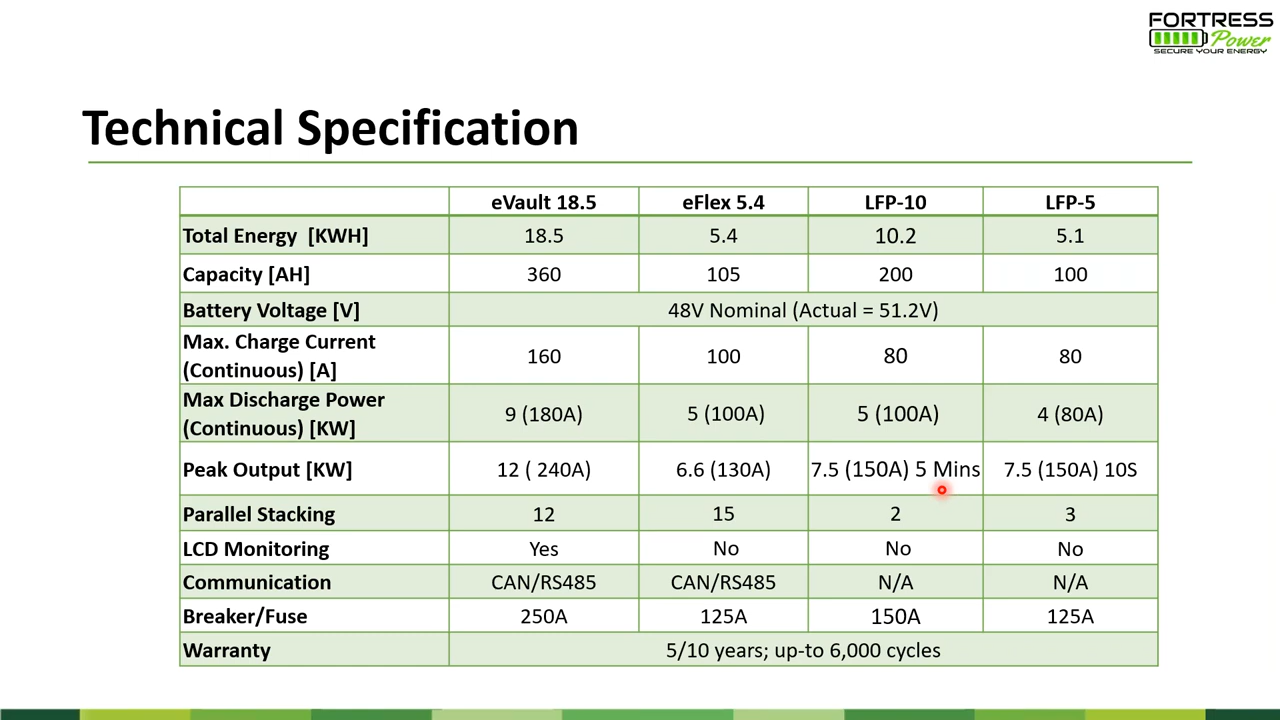 FORTRESS
Power
SECURE YOUR ENERGY
Technical Specification
eVault 18.5 eFlex 5.4 LFP-10 LFP-5
Total Energy [KWH] 18.5 5.4 10.2 5.1
Capacity [AH] 360 105 200 100
Battery Voltage [V] 48V Nominal (Actual = 51.2V)
Max. Charge Current
(Continuous) [A] 160 100 80 80
Max Discharge Power
(Continuous) [KW] 9 (180A) 5 (100A) 5 (100A) 4 (80A)
Peak Output [KW] 12 ( 240A) 6.6 (130A) 7.5 (150A) 5 Mins 7.5 (150A) 10S
Parallel Stacking 12 15 2 3
LCD Monitoring Yes No No No
Communication CAN/RS485 CAN/RS485 N/A N/A
Breaker/Fuse 250A 125A 150A 125A
Warranty 5/10 years; up-to 6,000 cycles